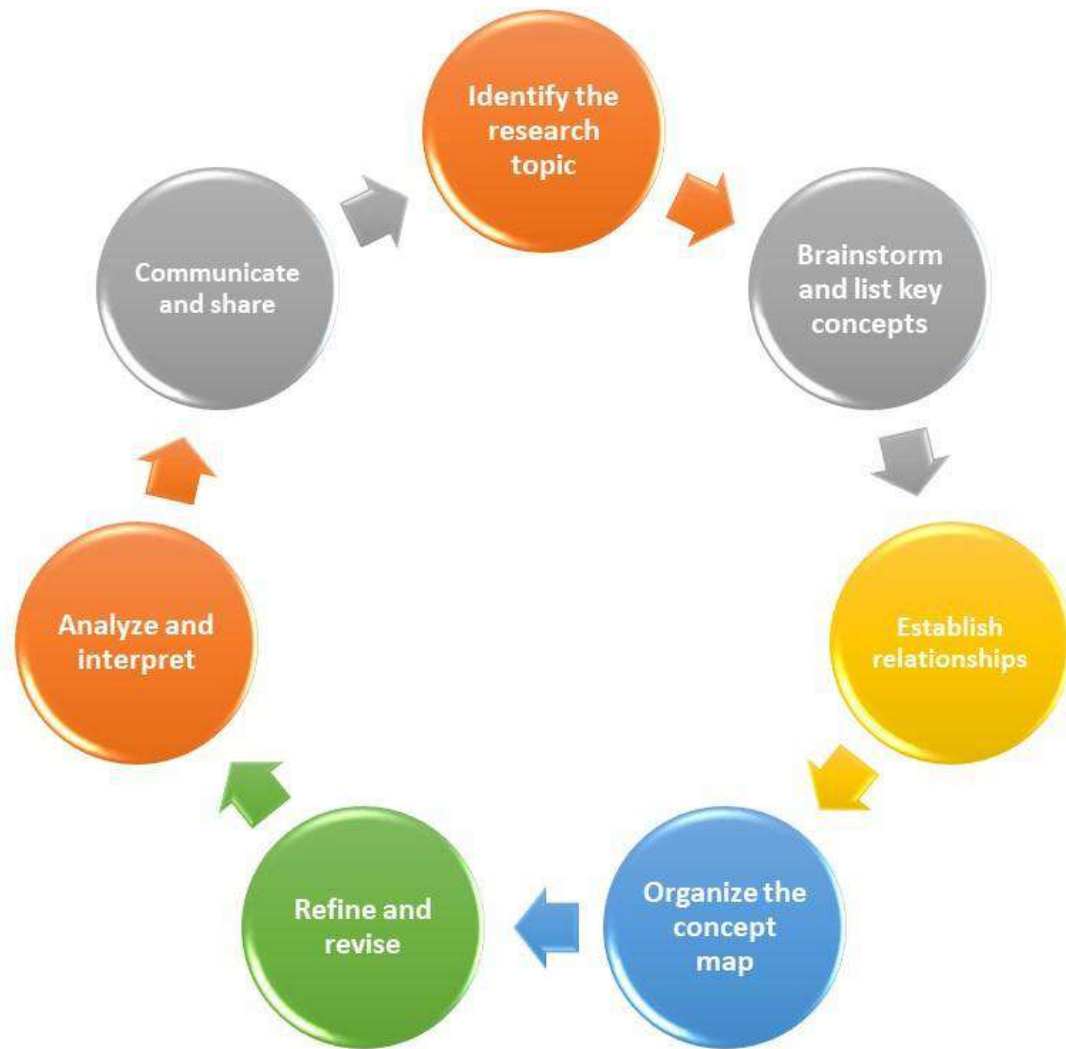 Identify the
research
topic
Brainstorm
and list key
concepts
Establish
relationships
Organize the
concept
map
Refine and
revise
Analyze and
interpret
Communicate
and share